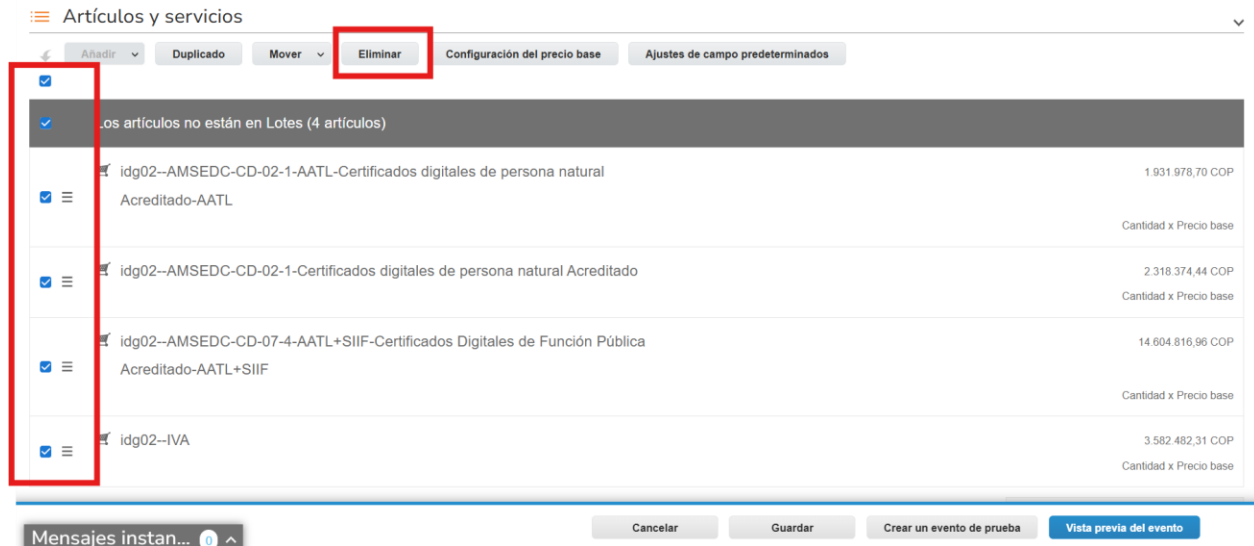 Artículos y servicios
Añadir Duplicado Mover Eliminar Configuración del precio base Ajustes de campo predeterminados
Los artículos no están en Lotes (4 artículos)
idg02--AMSEDC-CD-02-1-AATL-Certificados digitales de persona natural
Acreditado-AATL
1.931.978,70 COP
Cantidad x Precio base
idg02--AMSEDC-CD-02-1-Certificados digitales de persona natural Acreditado
2.318.374,44 COP
Cantidad x Precio base
idg02--AMSEDC-CD-07-4-AATL+SIIF-Certificados Digitales de Función Pública
Acreditado-AATL+SIIF
14.604.816,96 COP
Cantidad x Precio base
idg02--IVA
3.582.482,31 COP
Cantidad x Precio base
Cancelar Guardar Crear un evento de prueba Vista previa del evento
Mensajes instan... 0